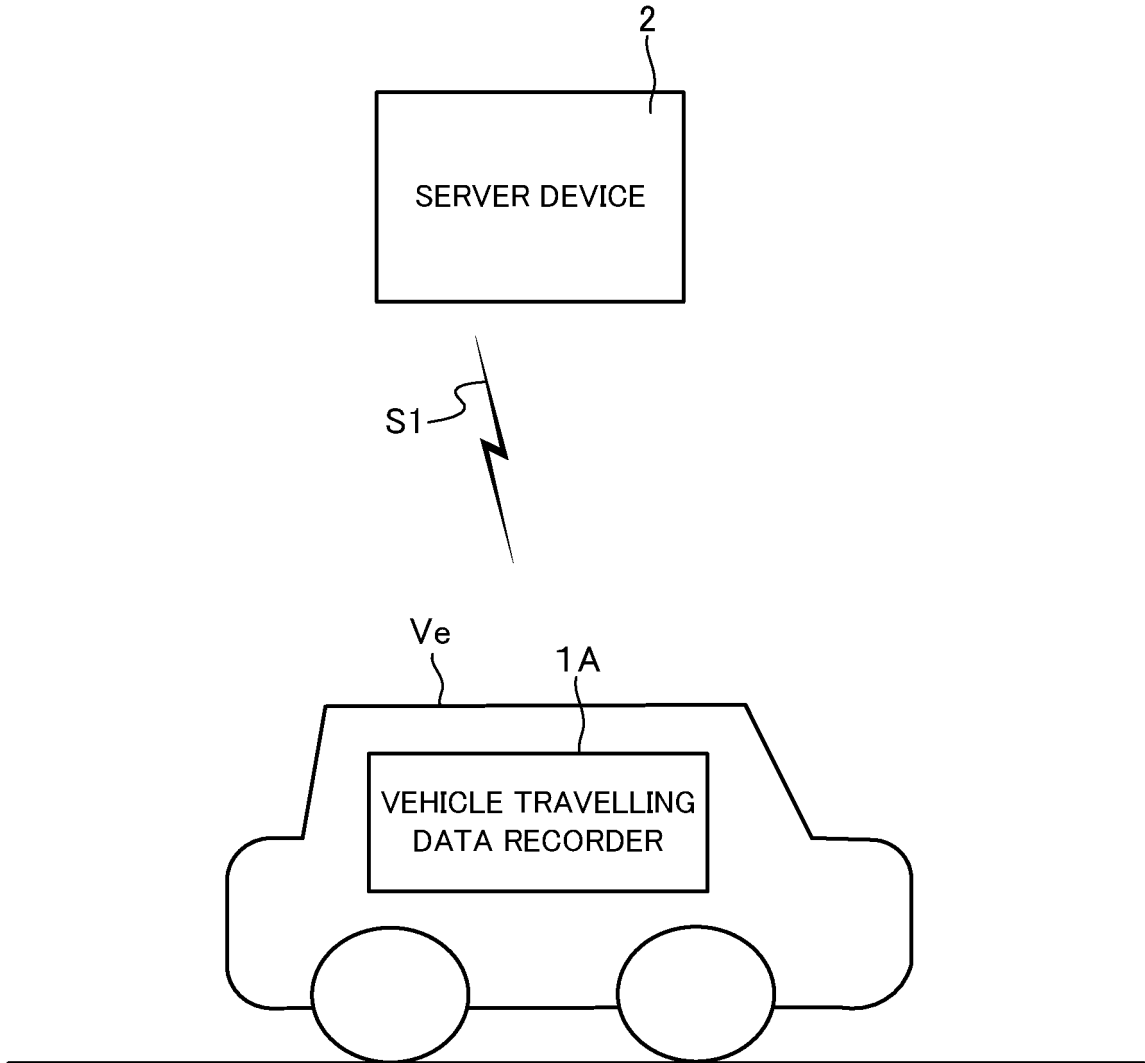 2
SERVER DEVICE
S1
Ve
1A
VEHICLE TRAVELLING
DATA RECORDER